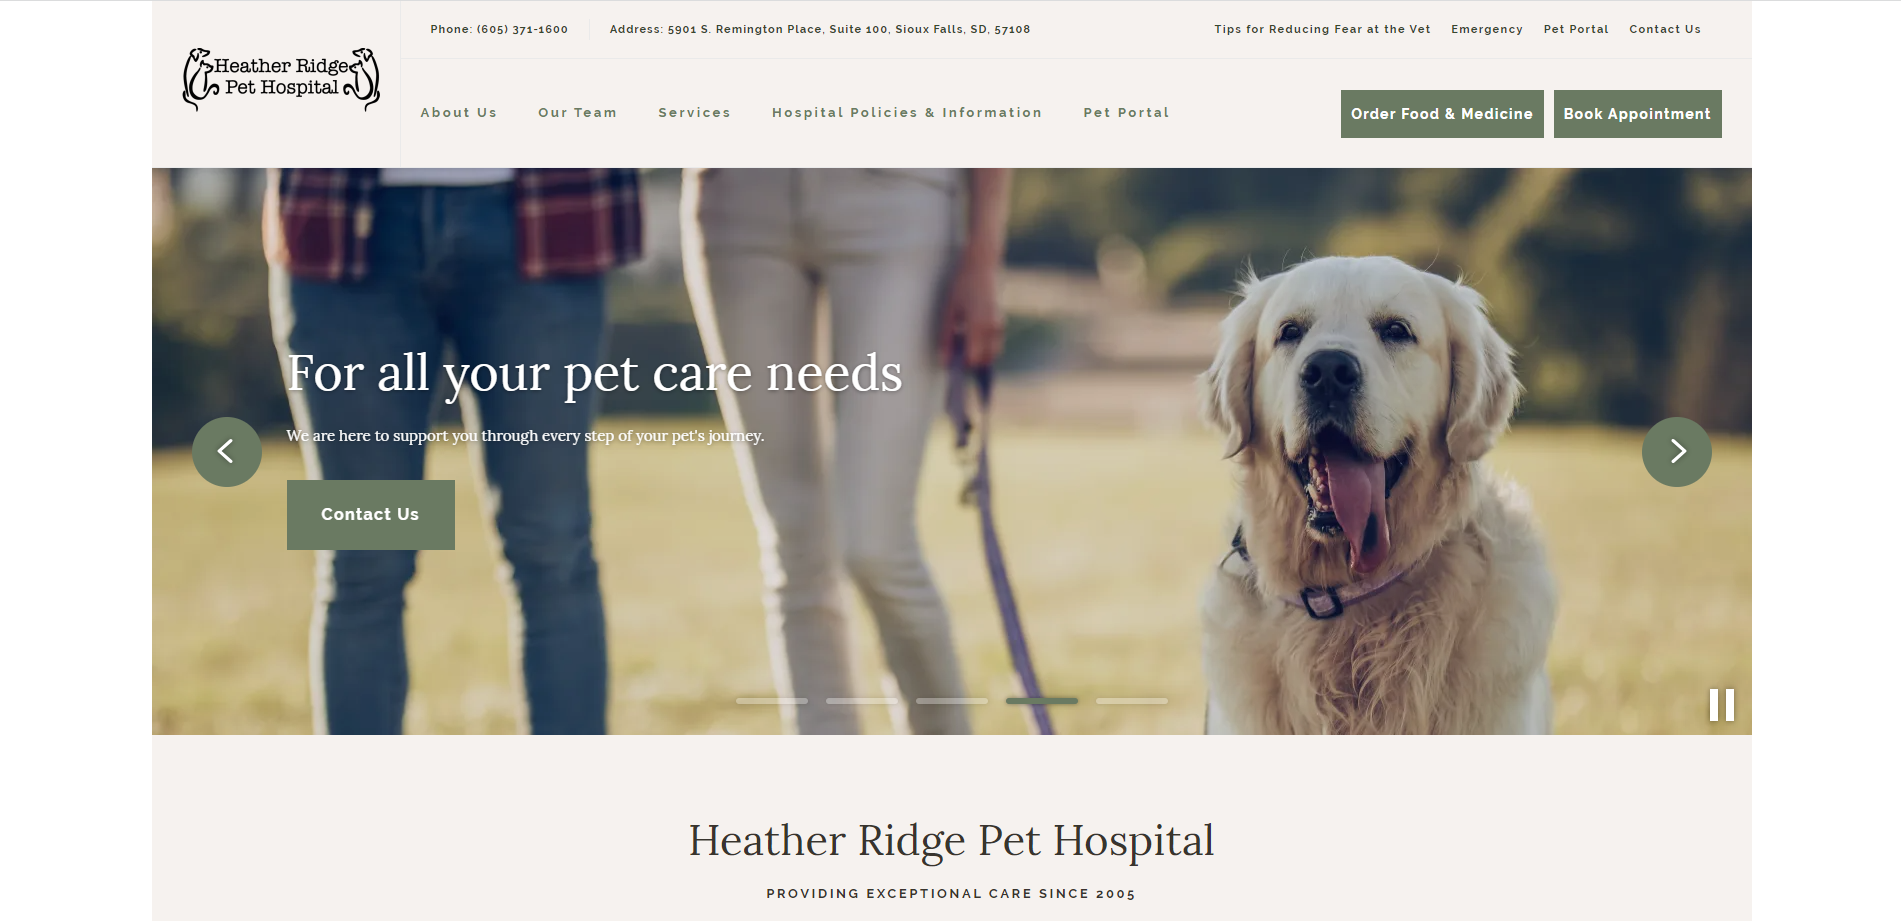 Heather Ridge
Pet Hospital
Phone: (605) 371-1600
Address: 5901 S. Remington Place, Suite 100, Sioux Falls, SD, 57108
Tips for Reducing Fear at the Vet
Emergency
Pet Portal
Contact Us
About Us
Our Team
Services
Hospital Policies & Information
Pet Portal
Order Food & Medicine
Book Appointment
For all your pet care needs
We are here to support you through every step of your pet's journey.
Contact Us
Heather Ridge Pet Hospital
PROVIDING EXCEPTIONAL CARE SINCE 2005